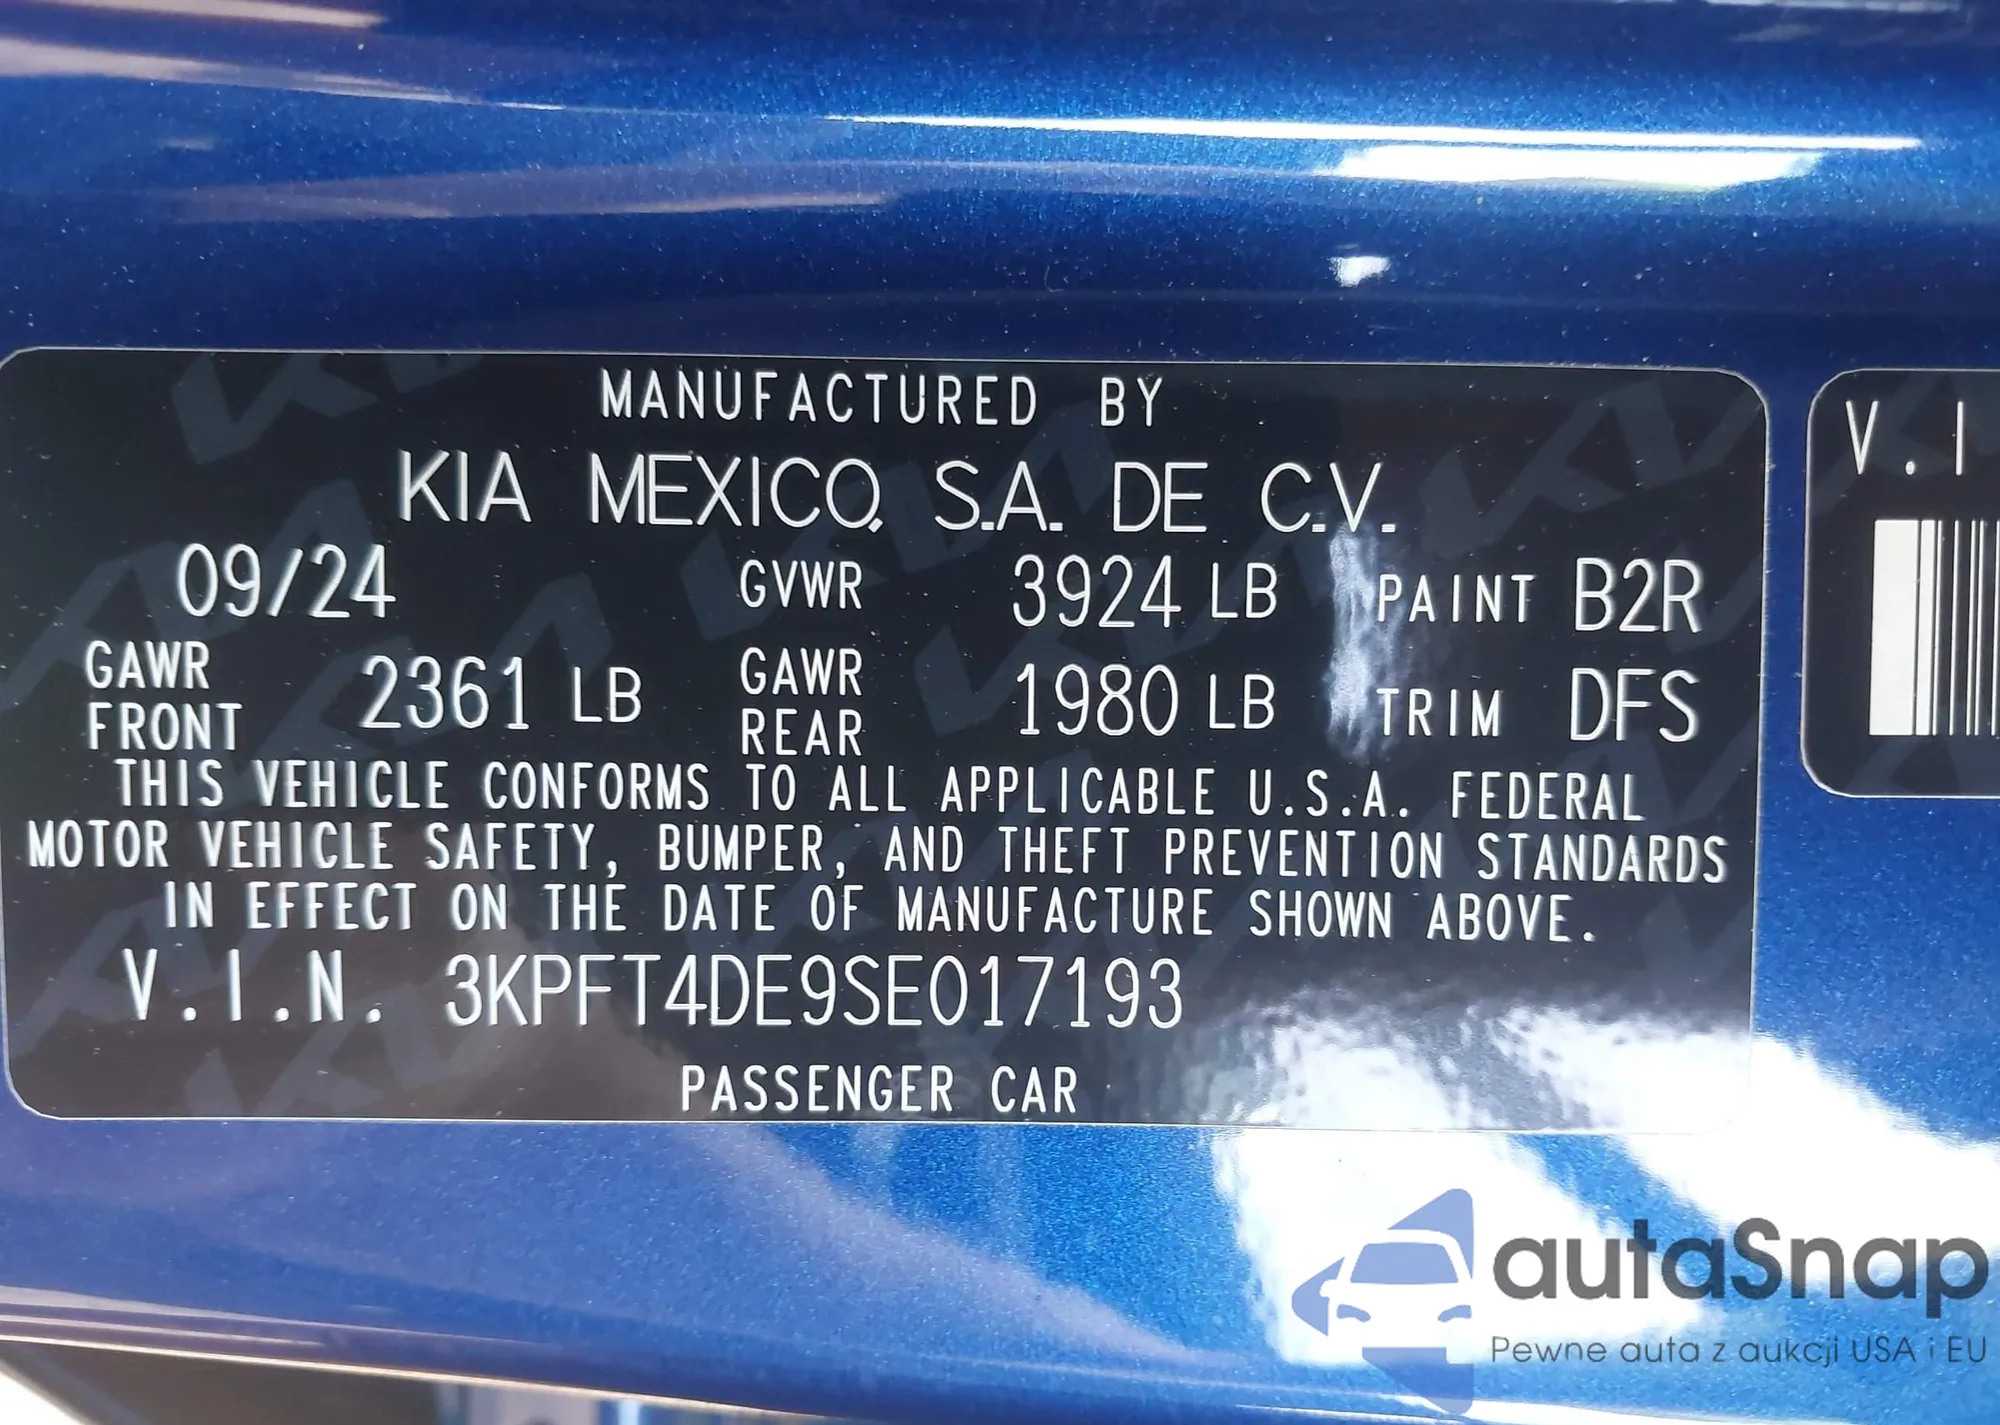 MANUFACTURED BY
KIA MEXICO, S.A. DE C.V.
09/24 GVWR 3924 LB PAINT B2R
GAWR FRONT 2361 LB GAWR REAR 1980 LB TRIM DFS
THIS VEHICLE CONFORMS TO ALL APPLICABLE U.S.A. FEDERAL
MOTOR VEHICLE SAFETY, BUMPER, AND THEFT PREVENTION STANDARDS
IN EFFECT ON THE DATE OF MANUFACTURE SHOWN ABOVE.
V.I.N. 3KPFT4DE9SE017193
PASSENGER CAR
V.I
autaSnap
Pewne auta z aukcji USA i EU